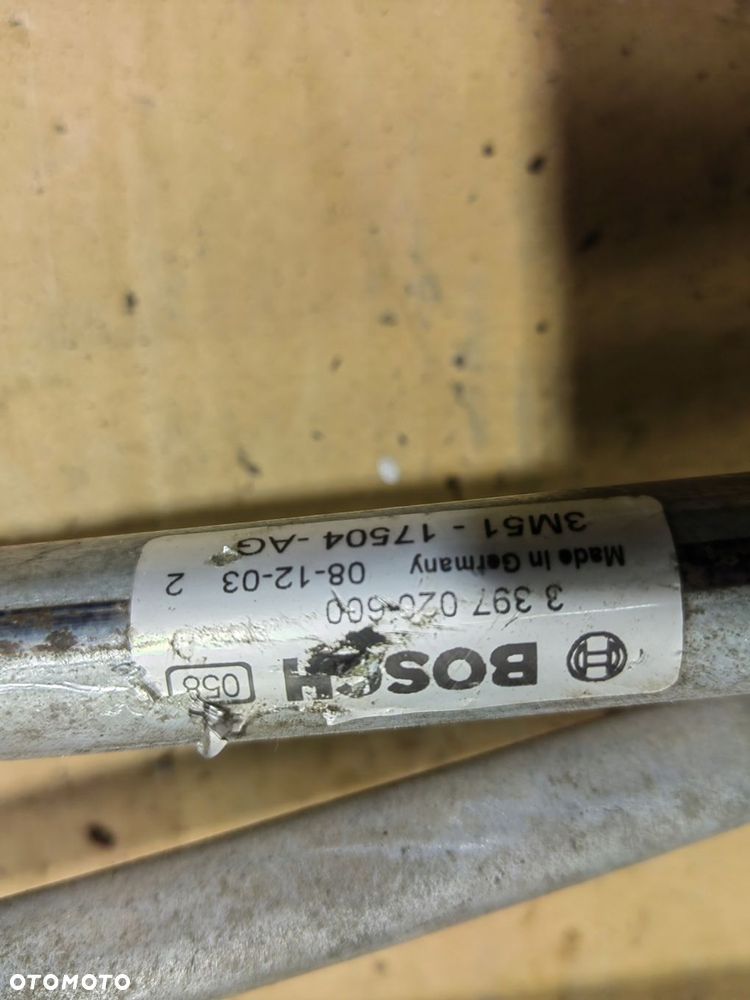 BOSCH
058
3 397 020 600
Made In Germany 08-12-03 2
3M51 - 17504 -AG
OTOMOTO